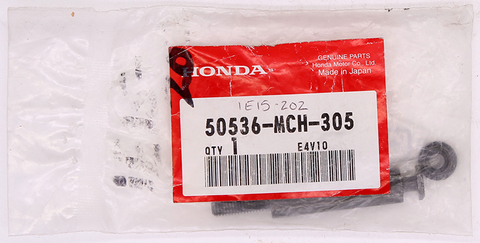 GENUINE PARTS
Honda Motor Co., Ltd.
Made in Japan
HONDA
1E15-202
50536-MCH-305
QTY 1 E4V10